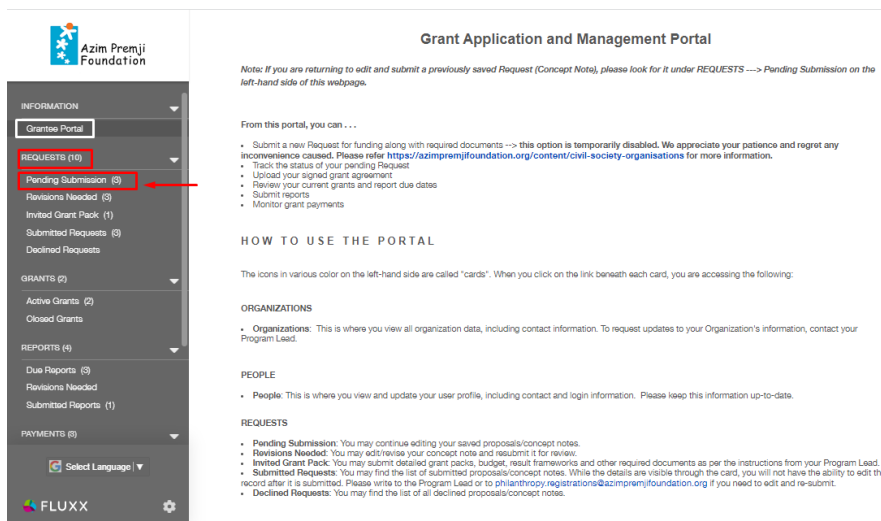 Azim Premji
Foundation
INFORMATION
Grantee Portal
REQUESTS (10)
Pending Submission (3)
Revisions Needed (3)
Invited Grant Pack (1)
Submitted Requests (3)
Declined Requests
GRANTS (2)
Active Grants (2)
Closed Grants
REPORTS (4)
Due Reports (3)
Revisions Needed
Submitted Reports (1)
PAYMENTS (3)
Select Language ▼
FLUXX
Grant Application and Management Portal
Note: If you are returning to edit and submit a previously saved Request (Concept Note), please look for it under REQUESTS ---> Pending Submission on the
left-hand side of this webpage.
From this portal, you can . . .
• Submit a new Request for funding along with required documents --> this option is temporarily disabled. We appreciate your patience and regret any
inconvenience caused. Please refer https://azimpremjifoundation.org/content/civil-society-organisations for more information.
• Track the status of your pending Request
• Upload your signed grant agreement
• Review your current grants and report due dates
• Submit reports
• Monitor grant payments
HOW TO USE THE PORTAL
The icons in various color on the left-hand side are called "cards". When you click on the link beneath each card, you are accessing the following:
ORGANIZATIONS
• Organizations: This is where you view all organization data, including contact information. To request updates to your Organization's information, contact your
Program Lead.
PEOPLE
• People: This is where you view and update your user profile, including contact and login information. Please keep this information up-to-date.
REQUESTS
• Pending Submission: You may continue editing your saved proposals/concept notes.
• Revisions Needed: You may edit/revise your concept note and resubmit it for review.
• Invited Grant Pack: You may submit detailed grant packs, budget, result frameworks and other required documents as per the instructions from your Program Lead.
• Submitted Requests: You may find the list of submitted proposals/concept notes. While the details are visible through the card, you will not have the ability to edit th
record after it is submitted. Please write to the Program Lead or to philanthropy.registrations@azimpremjifoundation.org if you need to edit and re-submit.
• Declined Requests: You may find the list of all declined proposals/concept notes.